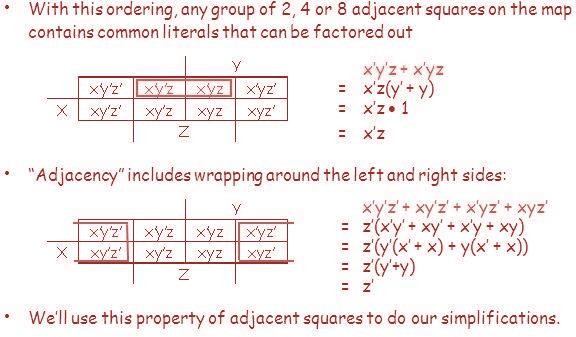 • With this ordering, any group of 2, 4 or 8 adjacent squares on the map
contains common literals that can be factored out
Y
x'y'z' x'y'z x'yz x'yz'
X xy'z' xy'z xyz xyz'
Z
x'y'z + x'yz
= x'z(y' + y)
= x'z • 1
= x'z
• “Adjacency” includes wrapping around the left and right sides:
Y
x'y'z' x'y'z x'yz x'yz'
X xy'z' xy'z xyz xyz'
Z
x'y'z' + xy'z' + x'yz' + xyz'
= z'(x'y' + xy' + x'y + xy)
= z'(y'(x' + x) + y(x' + x))
= z'(y'+y)
= z'
• We'll use this property of adjacent squares to do our simplifications.